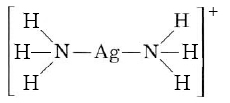 H H +
H—N—Ag—N—H
H H